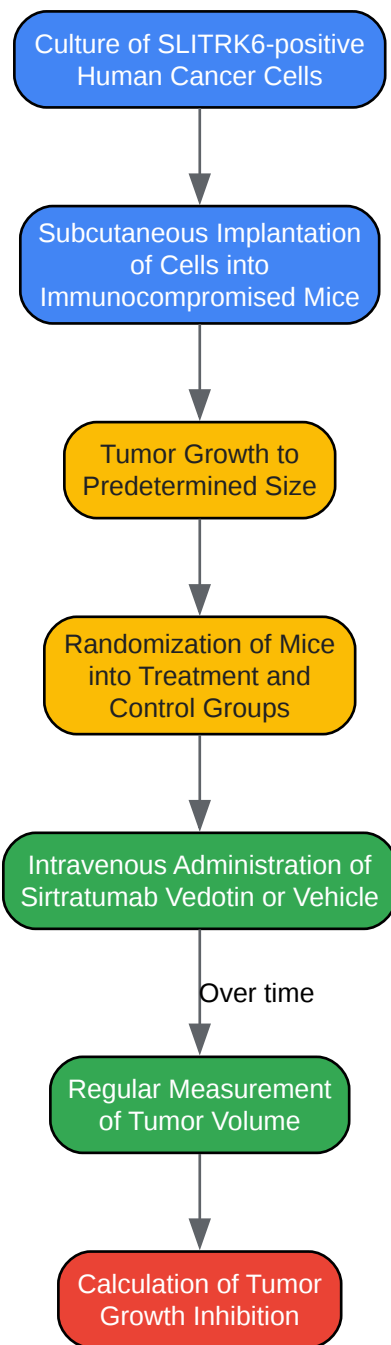 Culture of SLITRK6-positive
Human Cancer Cells
Subcutaneous Implantation
of Cells into
Immunocompromised Mice
Tumor Growth to
Predetermined Size
Randomization of Mice
into Treatment and
Control Groups
Intravenous Administration of
Sirtratumab Vedotin or Vehicle
Over time
Regular Measurement
of Tumor Volume
Calculation of Tumor
Growth Inhibition